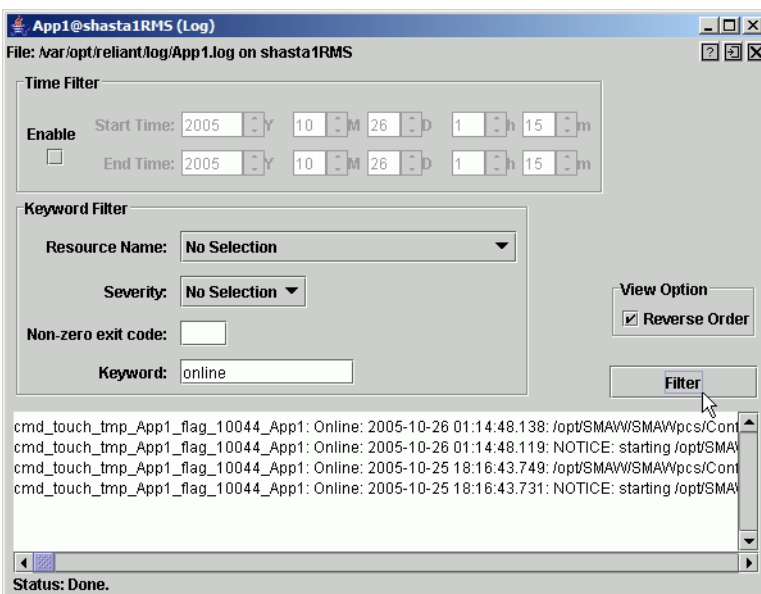 App1@shasta1RMS (Log)
File: /var/opt/reliant/log/App1.log on shasta1RMS
Time Filter
Enable
Start Time: 2005 Y 10 M 26 D 1 h 15 m
End Time: 2005 Y 10 M 26 D 1 h 15 m
Keyword Filter
Resource Name: No Selection
Severity: No Selection
Non-zero exit code:
Keyword: online
View Option
Reverse Order
Filter
cmd_touch_tmp_App1_flag_10044_App1: Online: 2005-10-26 01:14:48.138: /opt/SMAW/SMAWpcs/Conf
cmd_touch_tmp_App1_flag_10044_App1: Online: 2005-10-26 01:14:48.119: NOTICE: starting /opt/SMAW
cmd_touch_tmp_App1_flag_10044_App1: Online: 2005-10-25 18:16:43.749: /opt/SMAW/SMAWpcs/Conf
cmd_touch_tmp_App1_flag_10044_App1: Online: 2005-10-25 18:16:43.731: NOTICE: starting /opt/SMAW
Status: Done.